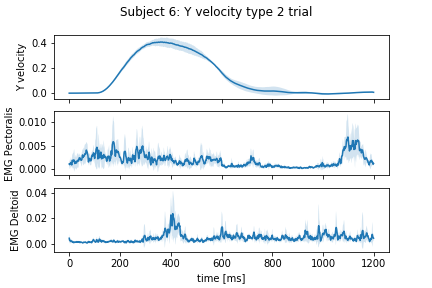 Subject 6: Y velocity type 2 trial
Y velocity
0.4
0.2
0.0
EMG Pectoralis
0.010
0.005
0.000
EMG Deltoid
0.04
0.02
0.00
0 200 400 600 800 1000 1200
time [ms]